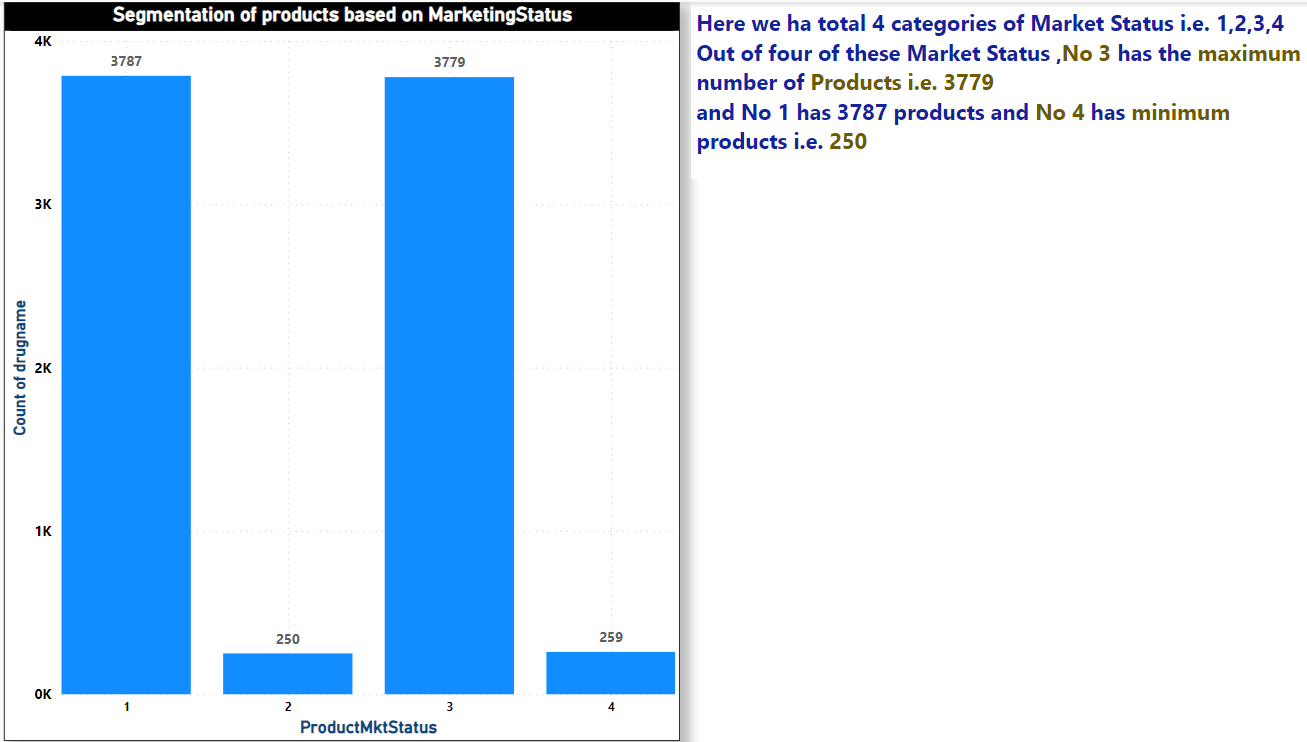 Segmentation of products based on MarketingStatus
4K
3K
2K
1K
0K
Count of drugname
3787
250
3779
259
1
2
3
4
ProductMktStatus
Here we ha total 4 categories of Market Status i.e. 1,2,3,4
Out of four of these Market Status ,No 3 has the maximum
number of Products i.e. 3779
and No 1 has 3787 products and No 4 has minimum
products i.e. 250